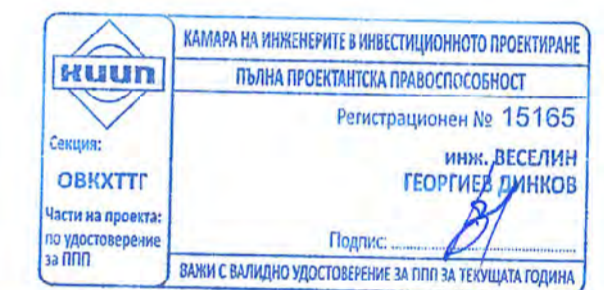 КАМАРА НА ИНЖЕНЕРИТЕ В ИНВЕСТИЦИОННОТО ПРОЕКТИРАНЕ
КИИП
ПЪЛНА ПРОЕКТАНТСКА ПРАВОСПОСОБНОСТ
Регистрационен № 15165
Секция:
ОВКХТТГ
инж. ВЕСЕЛИН
ГЕОРГИЕВ ДИНКОВ
Части на проекта:
по удостоверение
за ППП
Подпис: ....................
ВАЖИ С ВАЛИДНО УДОСТОВЕРЕНИЕ ЗА ППП ЗА ТЕКУЩАТА ГОДИНА